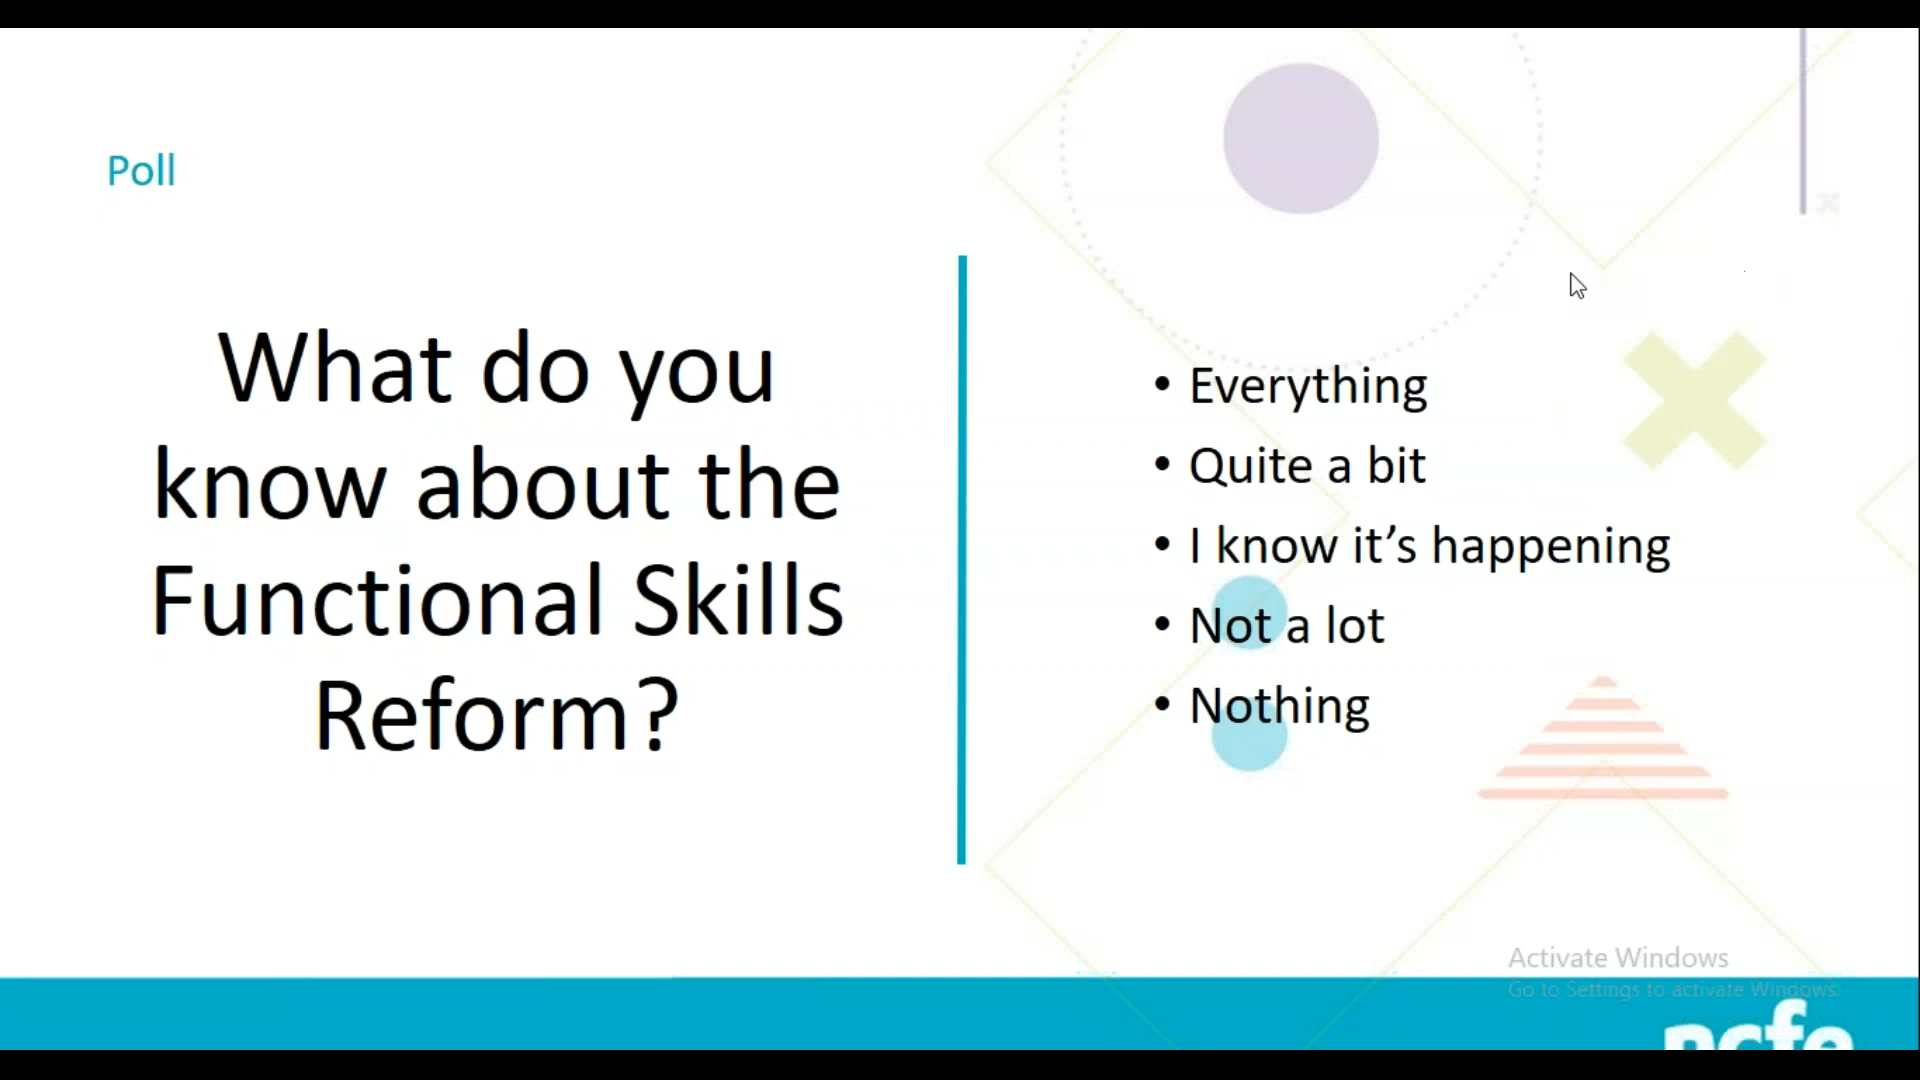 Poll
What do you
know about the
Functional Skills
Reform?
• Everything
• Quite a bit
• I know it’s happening
• Not a lot
• Nothing
Activate Windows
Go to Settings to activate Windows.
ncfe